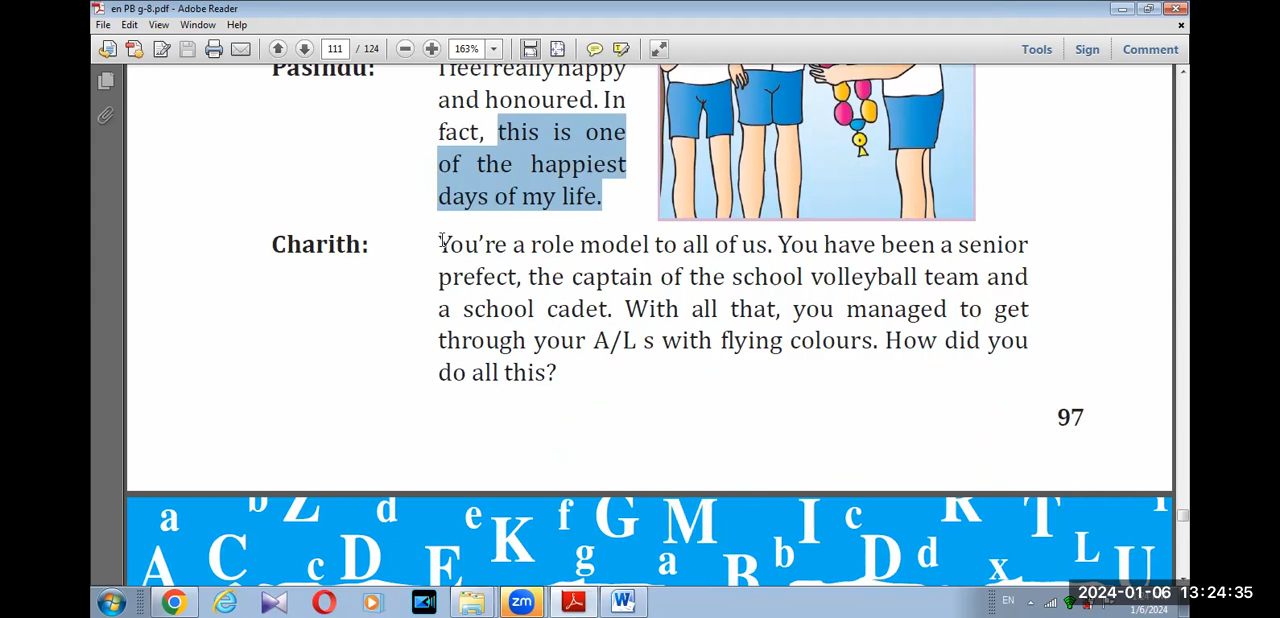 en PB g-8.pdf - Adobe Reader
File Edit View Window Help
111 / 124 163% Tools Sign Comment
Pasindu: I feel really happy
and honoured. In
fact, this is one
of the happiest
days of my life.
Charith: You're a role model to all of us. You have been a senior
prefect, the captain of the school volleyball team and
a school cadet. With all that, you managed to get
through your A/L s with flying colours. How did you
do all this?
97
a b Z d e f G M I c R T
A C c D E K g a B b D d x L U
zm W EN 2024-01-06 13:24:35
1/6/2024